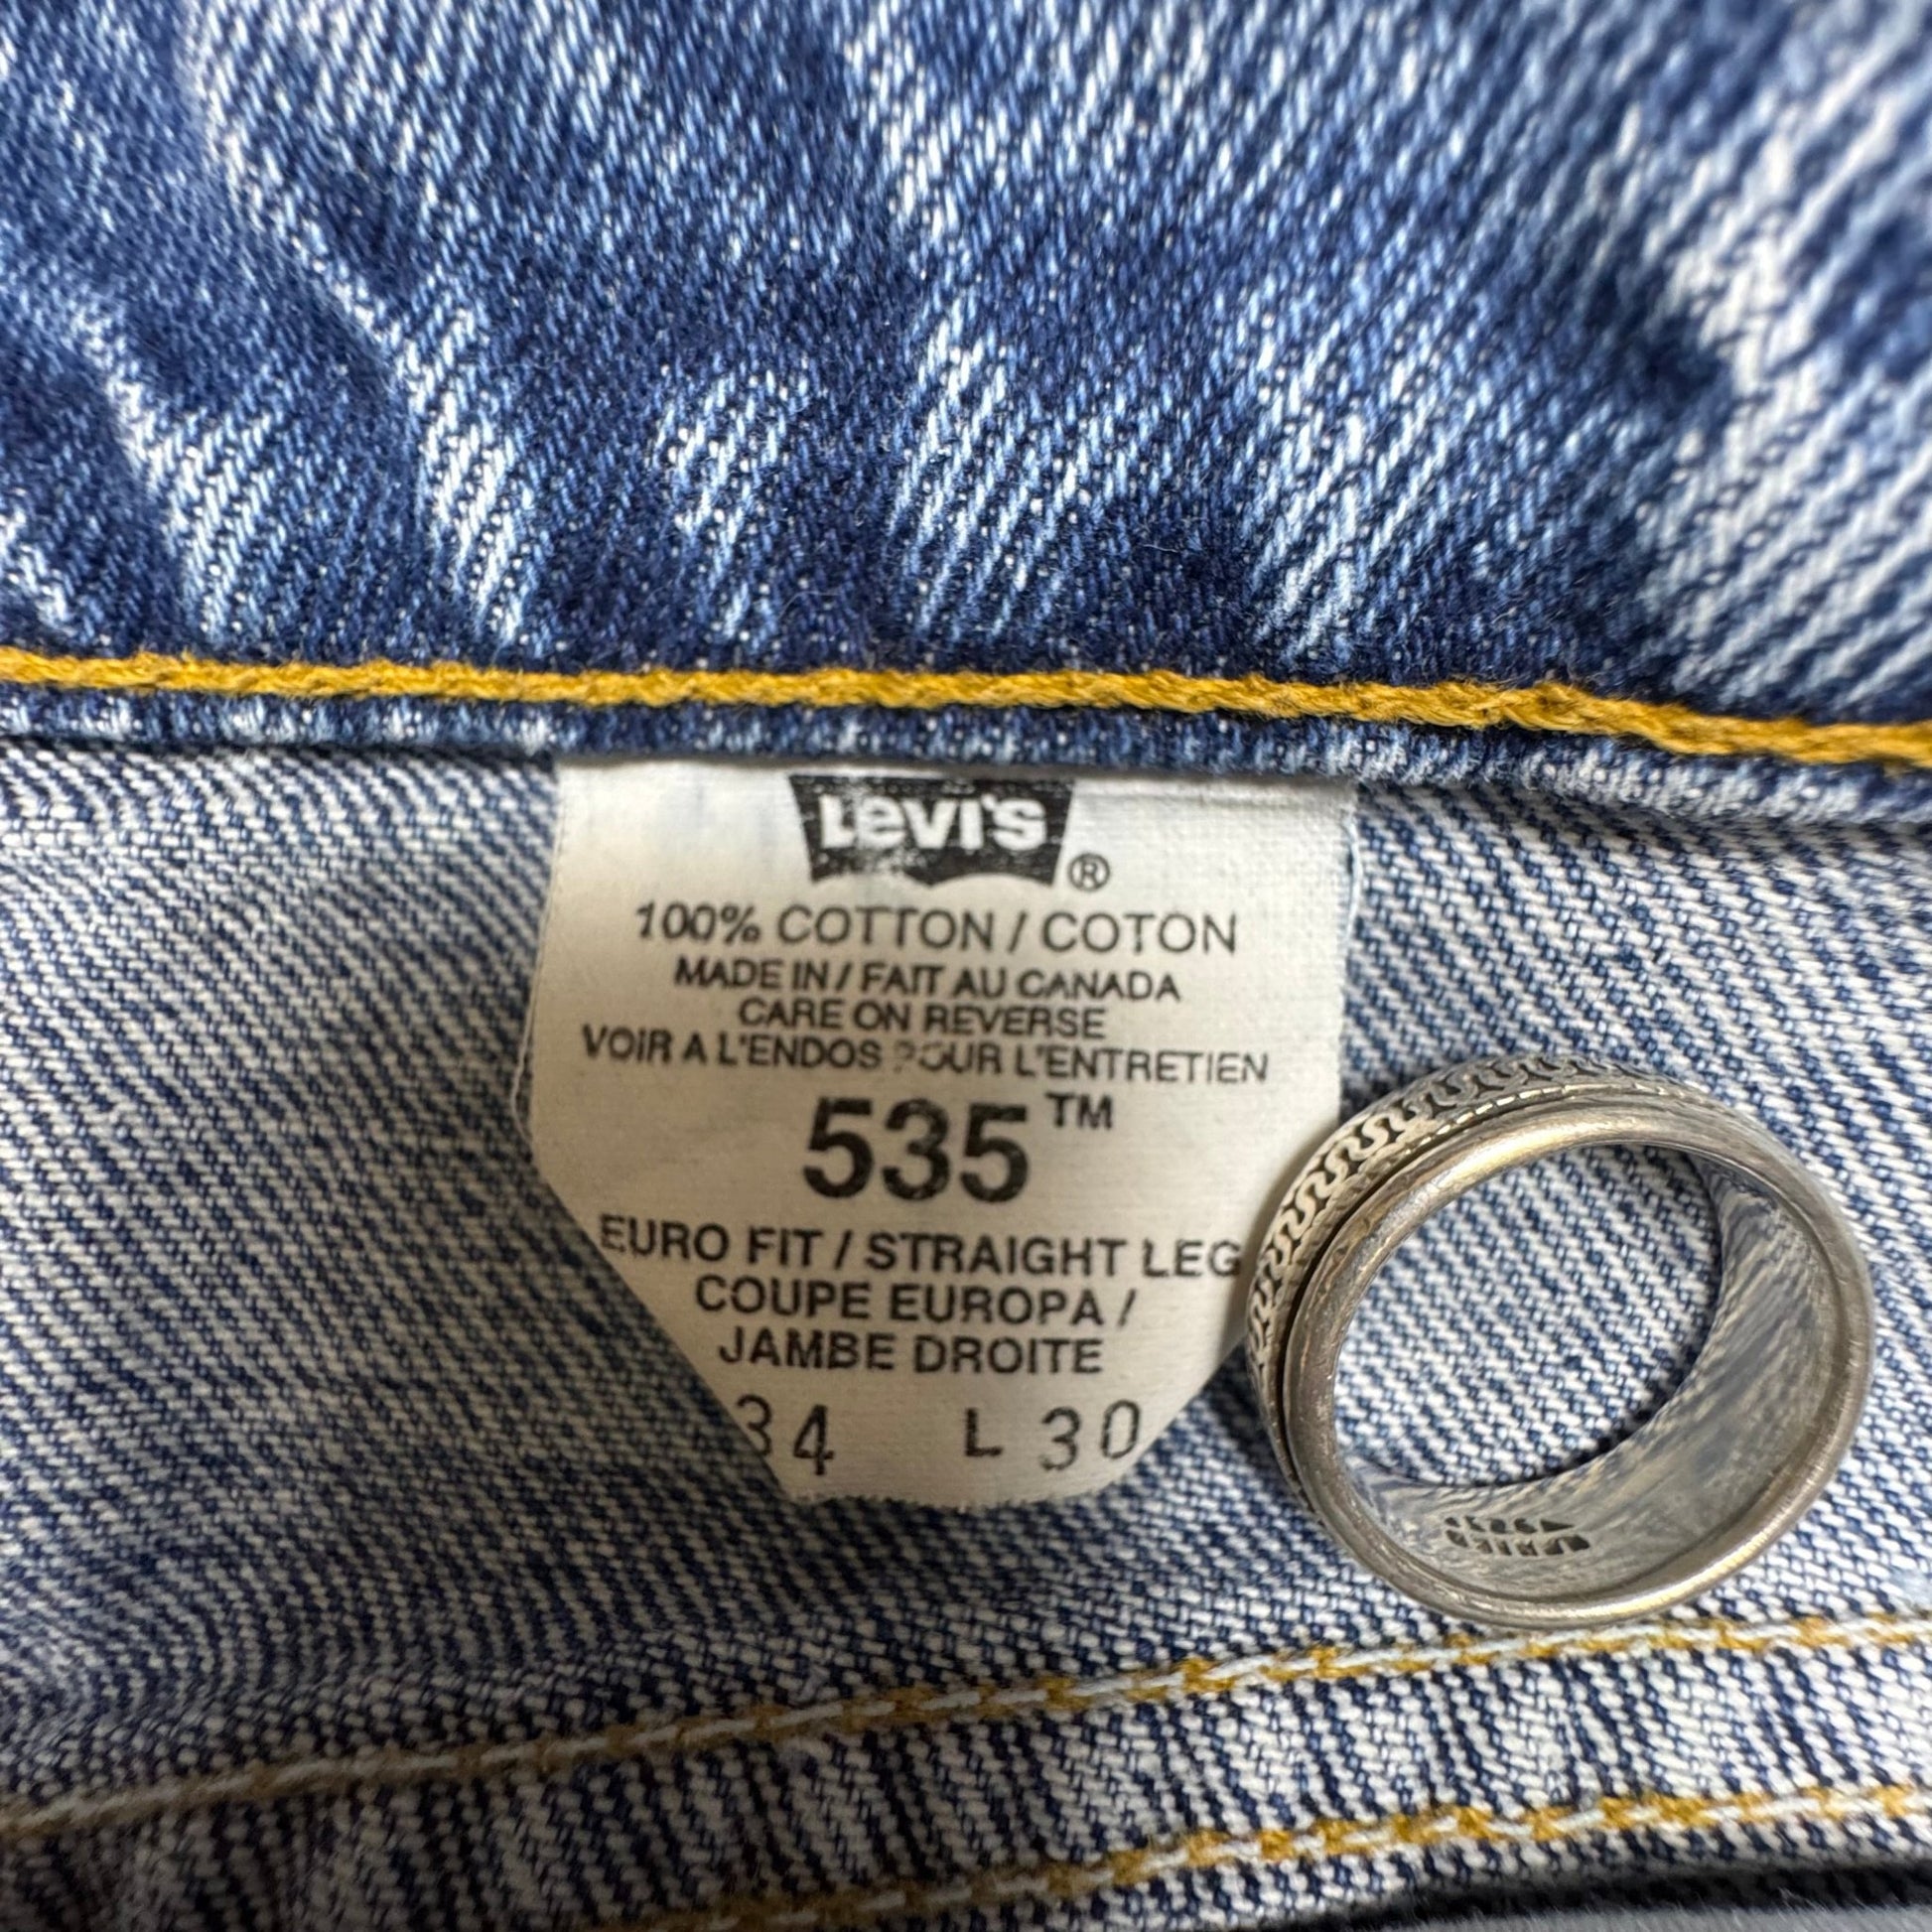 Levi's
®
100% COTTON / COTON
MADE IN / FAIT AU CANADA
CARE ON REVERSE
VOIR A L'ENDOS POUR L'ENTRETIEN
535™
EURO FIT / STRAIGHT LEG
COUPE EUROPA /
JAMBE DROITE
34 L 30